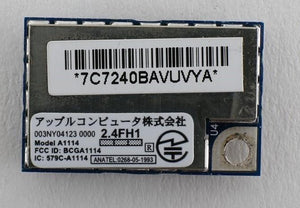 *7C7240BAVUVYA*
アップルコンピュータ株式会社
003NY04123 0000 2.4FH1
Model A1114
FCC ID: BCGA1114
IC: 579C-A1114
R
ANATEL:0268-05-1993
U4